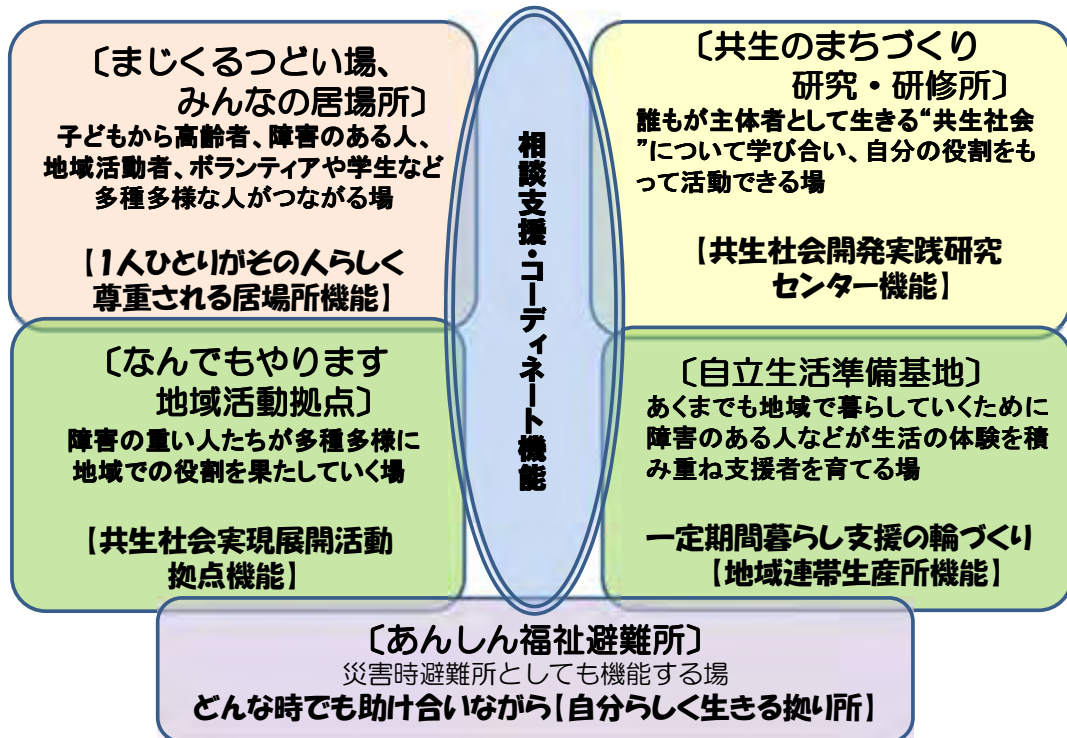 〔まじくるつどい場、
みんなの居場所〕
子どもから高齢者、障害のある人、
地域活動者、ボランティアや学生など
多種多様な人がつながる場
【1人ひとりがその人らしく
尊重される居場所機能】
〔共生のまちづくり
研究・研修所〕
誰もが主体者として生きる“共生社会
”について学び合い、自分の役割をも
って活動できる場
【共生社会開発実践研究
センター機能】
相談支援・コーディネート機能
〔なんでもやります
地域活動拠点〕
障害の重い人たちが多種多様に
地域での役割を果たしていく場
【共生社会実現展開活動
拠点機能】
〔自立生活準備基地〕
あくまでも地域で暮らしていくために
障害のある人などが生活の体験を積
み重ね支援者を育てる場
一定期間暮らし支援の輪づくり
【地域連帯生産所機能】
〔あんしん福祉避難所〕
災害時避難所としても機能する場
どんな時でも助け合いながら【自分らしく生きる拠り所】